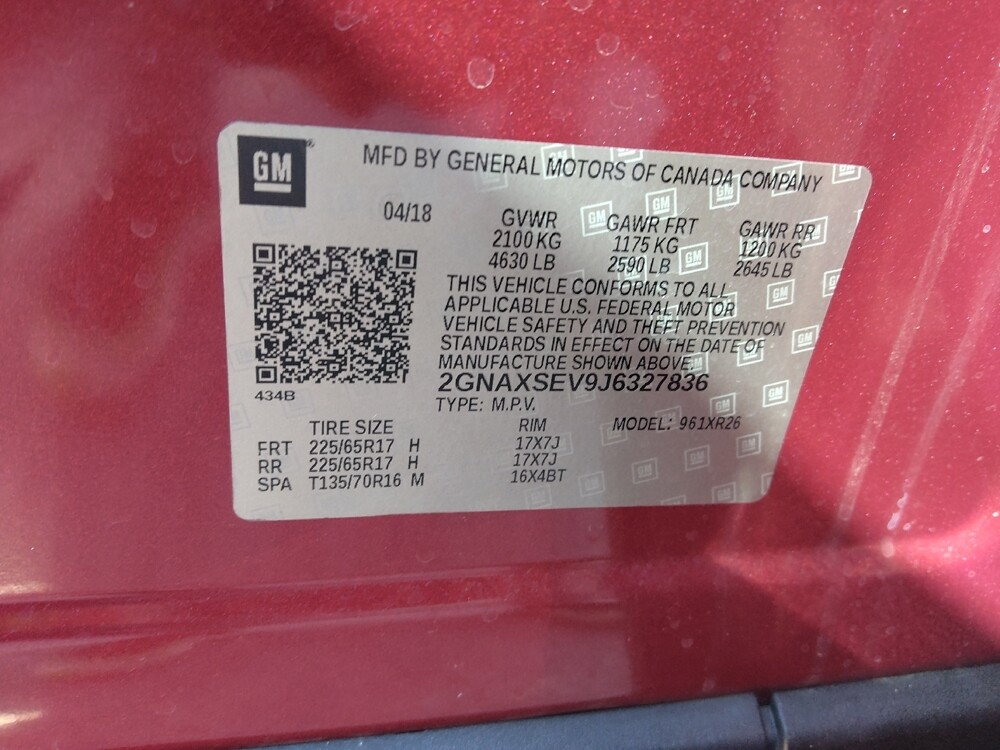 GM
MFD BY GENERAL MOTORS OF CANADA COMPANY
04/18
GVWR GAWR FRT GAWR RR
2100 KG 1175 KG 1200 KG
4630 LB 2590 LB 2645 LB
THIS VEHICLE CONFORMS TO ALL
APPLICABLE U.S. FEDERAL MOTOR
VEHICLE SAFETY AND THEFT PREVENTION
STANDARDS IN EFFECT ON THE DATE OF
MANUFACTURE SHOWN ABOVE.
2GNAXSEV9J6327836
434B
TYPE: M.P.V. MODEL: 961XR26
TIRE SIZE RIM
FRT 225/65R17 H 17X7J
RR 225/65R17 H 17X7J
SPA T135/70R16 M 16X4BT